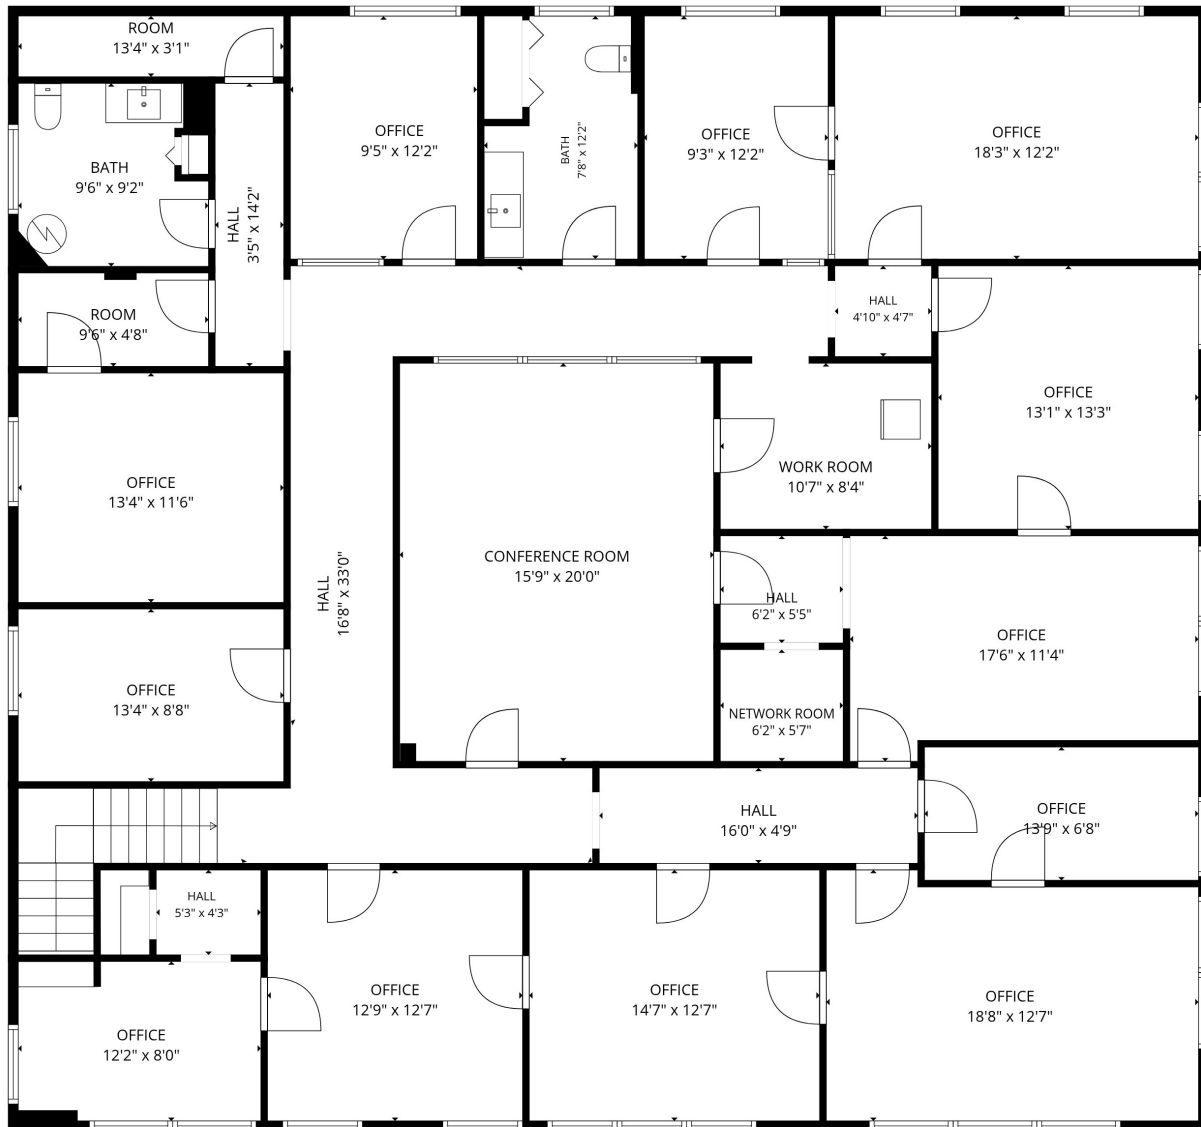 ROOM
13'4" x 3'1"
OFFICE
9'5" x 12'2"
BATH
7'8" x 12'2"
OFFICE
9'3" x 12'2"
OFFICE
18'3" x 12'2"
BATH
9'6" x 9'2"
HALL
3'5" x 14'2"
ROOM
9'6" x 4'8"
HALL
4'10" x 4'7"
OFFICE
13'1" x 13'3"
OFFICE
13'4" x 11'6"
WORK ROOM
10'7" x 8'4"
CONFERENCE ROOM
15'9" x 20'0"
HALL
16'8" x 33'0"
HALL
6'2" x 5'5"
OFFICE
17'6" x 11'4"
OFFICE
13'4" x 8'8"
NETWORK ROOM
6'2" x 5'7"
HALL
16'0" x 4'9"
OFFICE
13'9" x 6'8"
HALL
5'3" x 4'3"
OFFICE
12'2" x 8'0"
OFFICE
12'9" x 12'7"
OFFICE
14'7" x 12'7"
OFFICE
18'8" x 12'7"